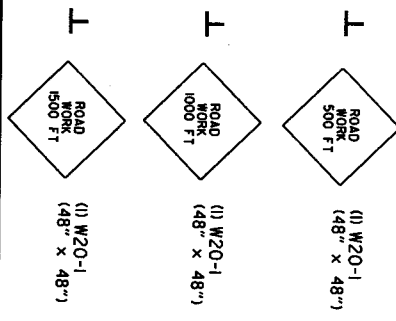 ROAD
WORK
500 FT
(1) W20-1
(48" x 48")
ROAD
WORK
1000 FT
(1) W20-1
(48" x 48")
ROAD
WORK
1500 FT
(1) W20-1
(48" x 48")